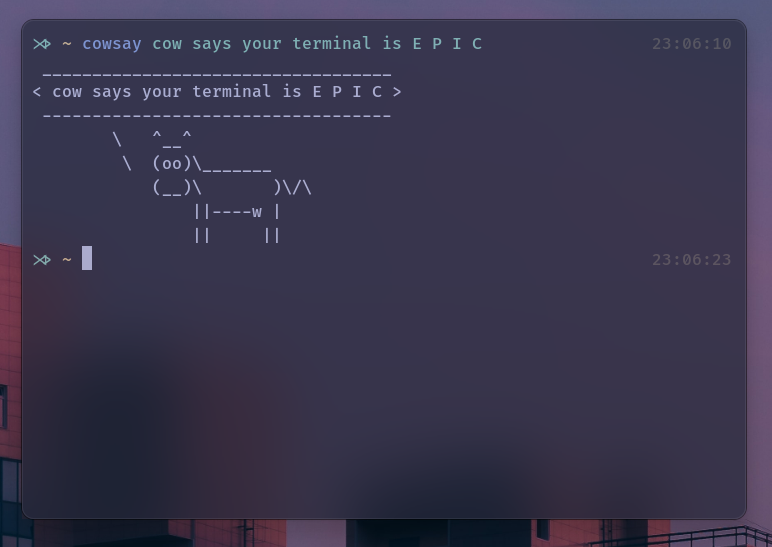 ⋊> ~ cowsay cow says your terminal is E P I C 23:06:10
 ___________________________________
< cow says your terminal is E P I C >
 -----------------------------------
        \   ^__^
         \  (oo)\_______
            (__)\       )\/\
                ||----w |
                ||     ||
⋊> ~ 23:06:23